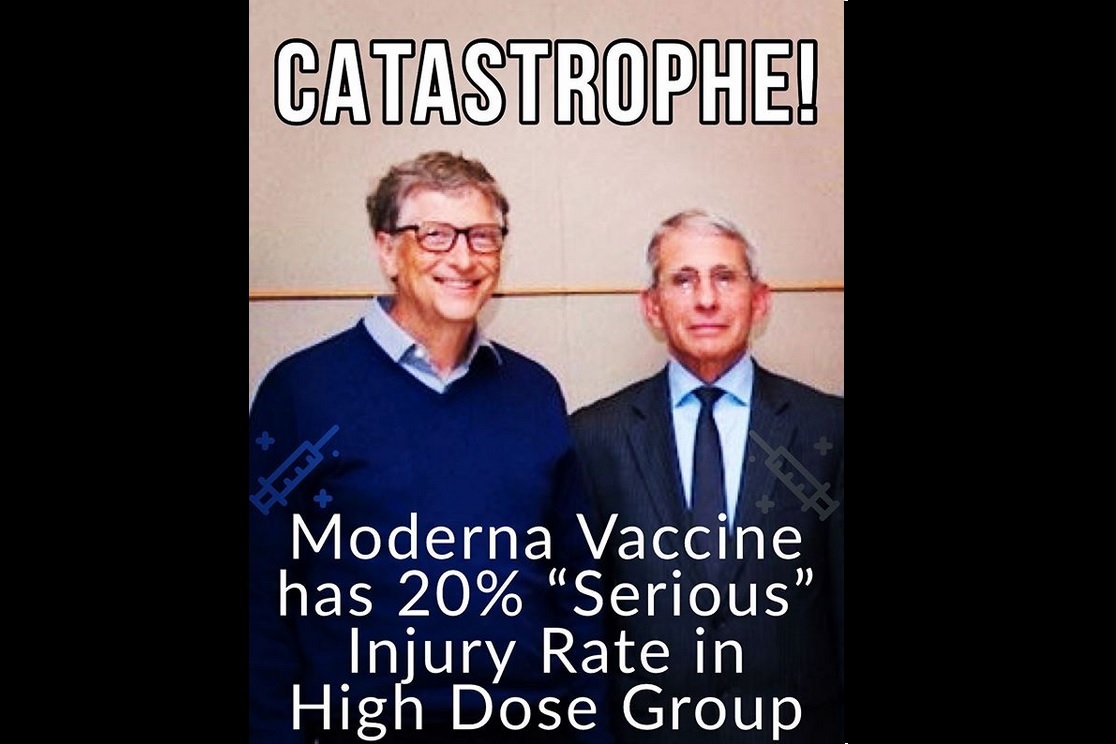 CATASTROPHE!
Moderna Vaccine
has 20% “Serious”
Injury Rate in
High Dose Group